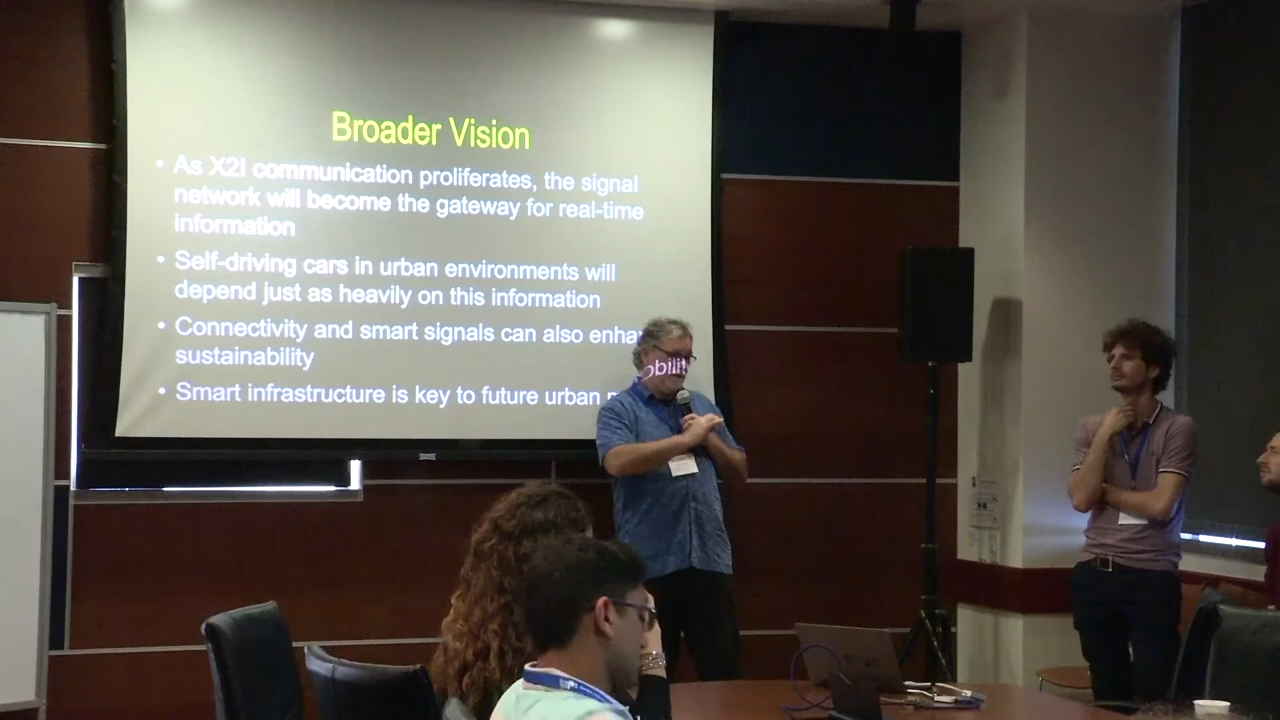 Broader Vision
• As X2I communication proliferates, the signal
network will become the gateway for real-time
information
• Self-driving cars in urban environments will
depend just as heavily on this information
• Connectivity and smart signals can also enha
sustainability
• Smart infrastructure is key to future urban mobility